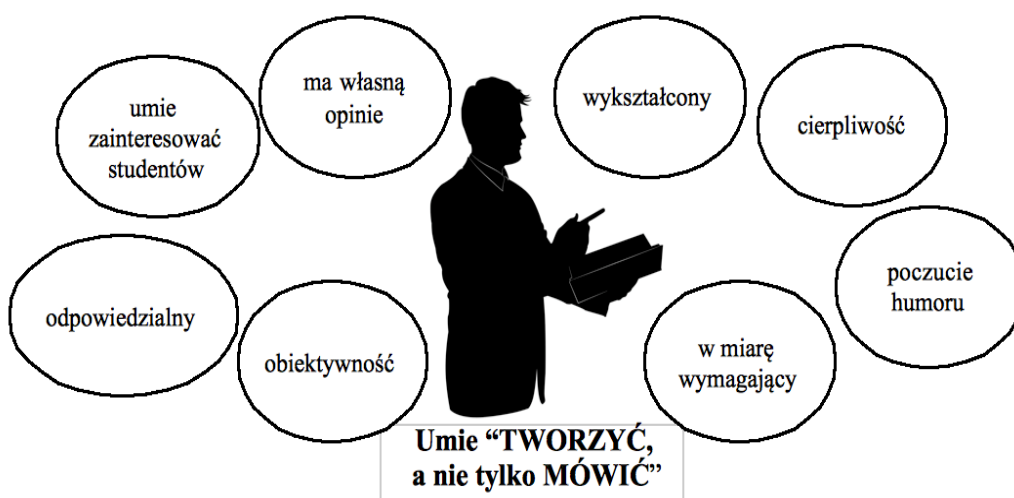 umie
zainteresować
studentów
ma własną
opinie
wykształcony
cierpliwość
odpowiedzialny
obiektywność
w miarę
wymagający
poczucie
humoru
Umie “TWORZYĆ,
a nie tylko MÓWIĆ”